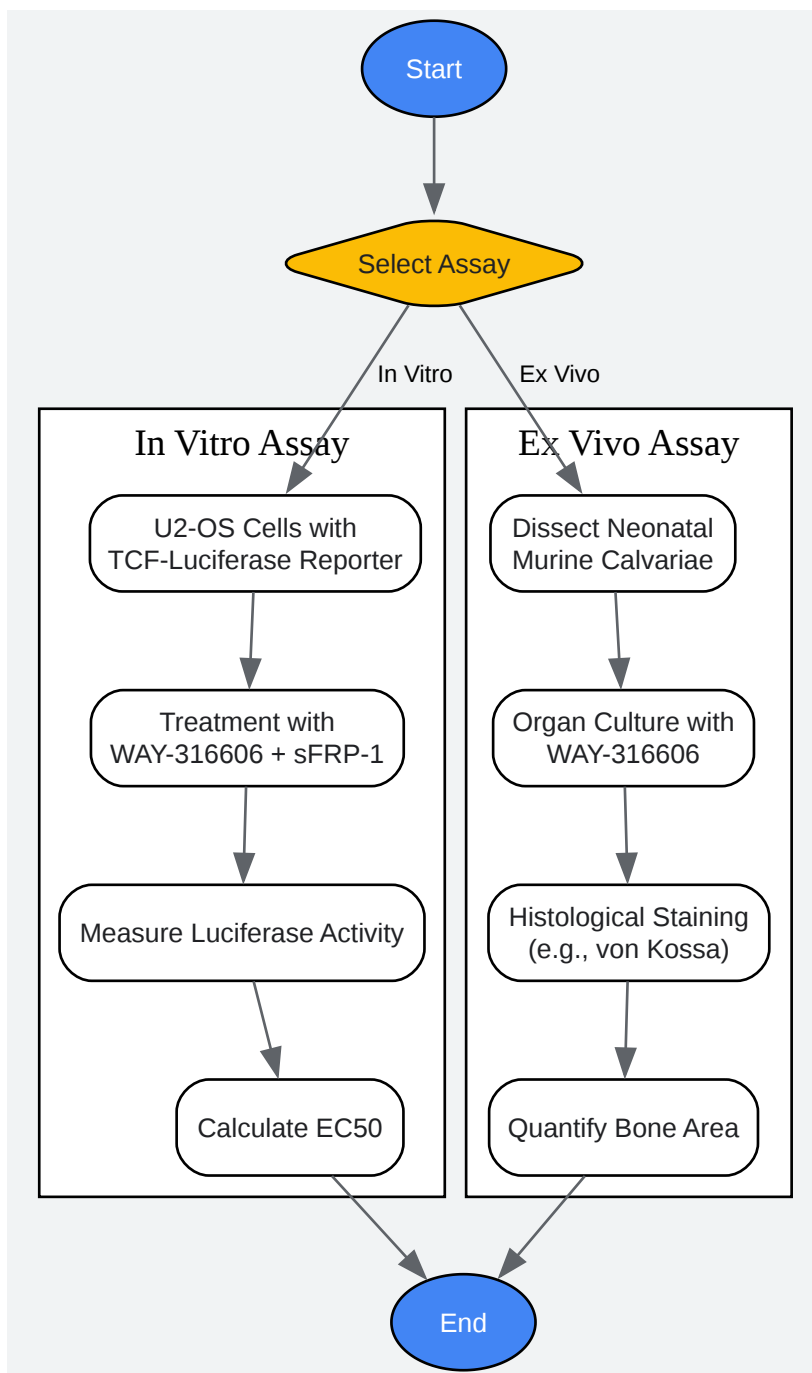 Start
Select Assay
In Vitro
Ex Vivo
In Vitro Assay
U2-OS Cells with
TCF-Luciferase Reporter
Treatment with
WAY-316606 + sFRP-1
Measure Luciferase Activity
Calculate EC50
Ex Vivo Assay
Dissect Neonatal
Murine Calvariae
Organ Culture with
WAY-316606
Histological Staining
(e.g., von Kossa)
Quantify Bone Area
End